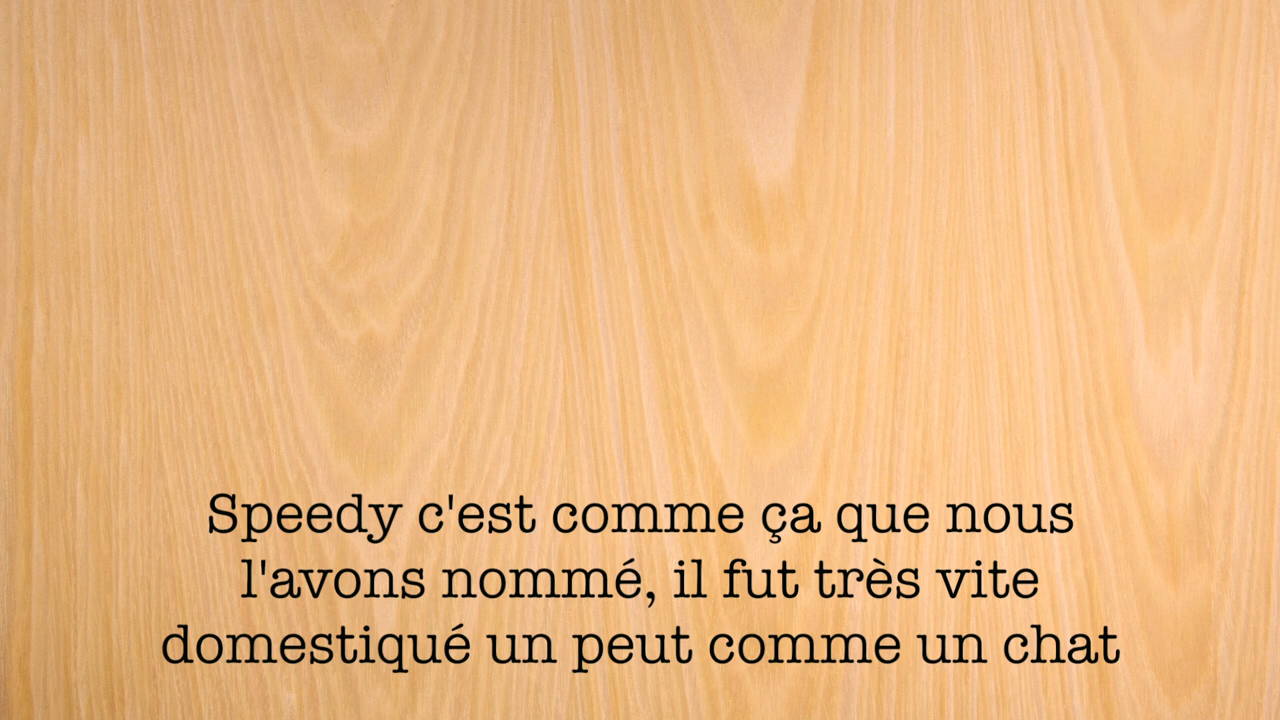 Speedy c'est comme ça que nous
l'avons nommé, il fut très vite
domestiqué un peut comme un chat